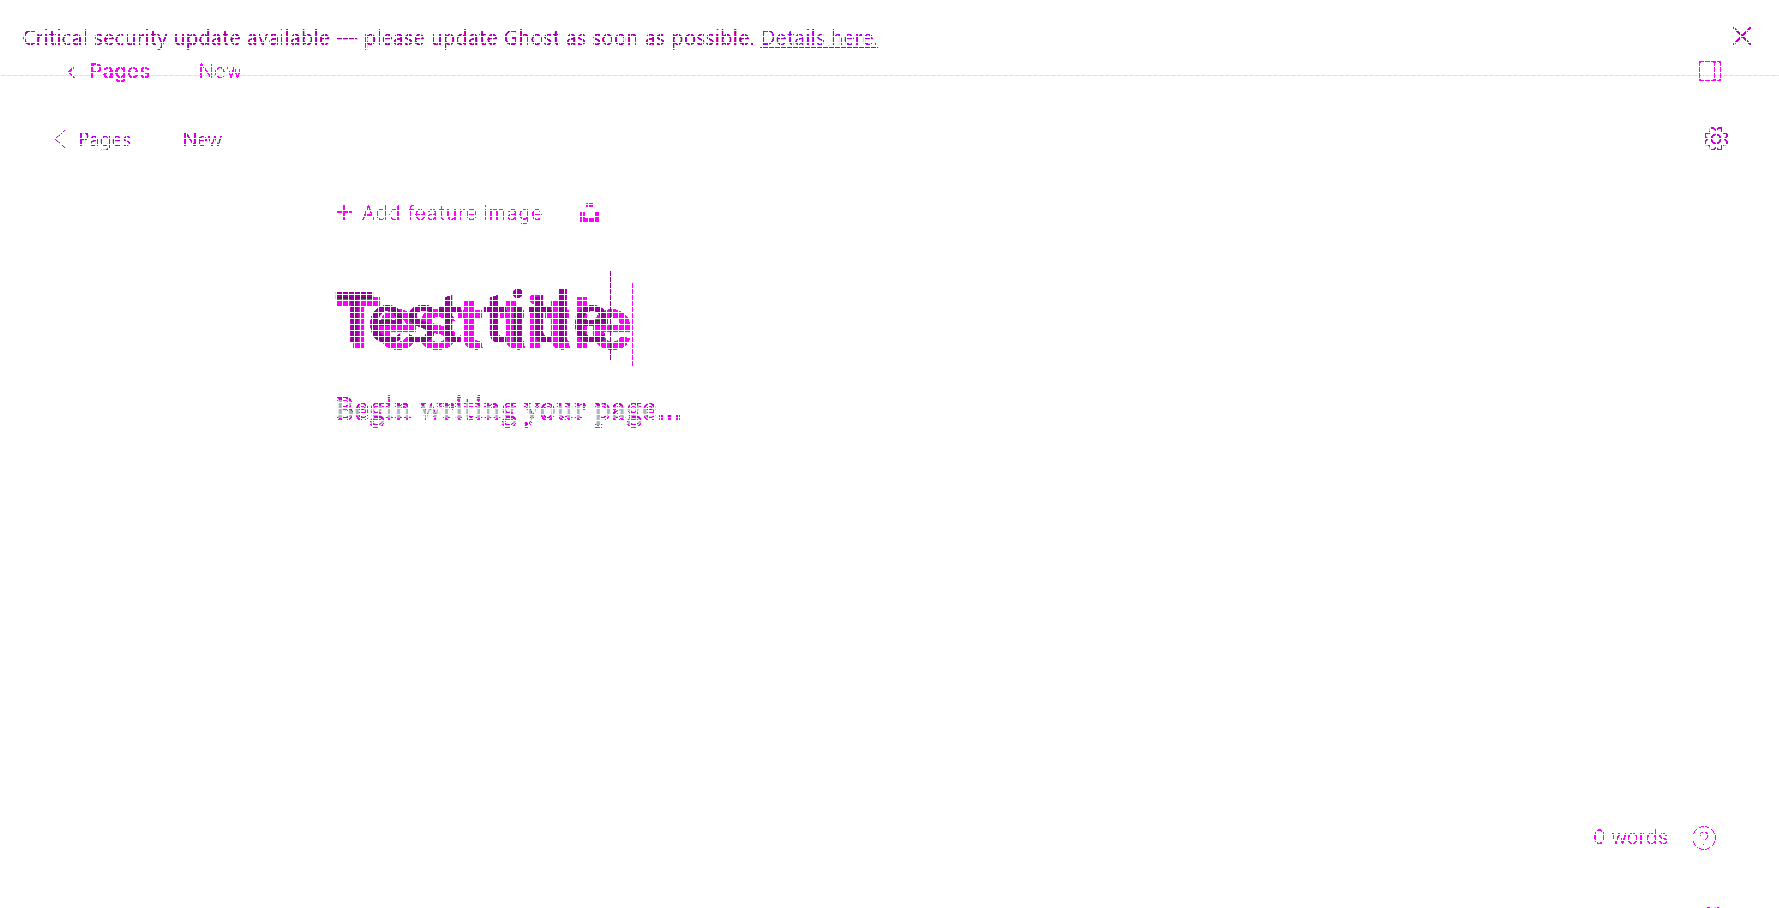 Critical security update available — please update Ghost as soon as possible. Details here.
Pages New
Pages New
+ Add feature image
Test title
Begin writing your page...
0 words ?